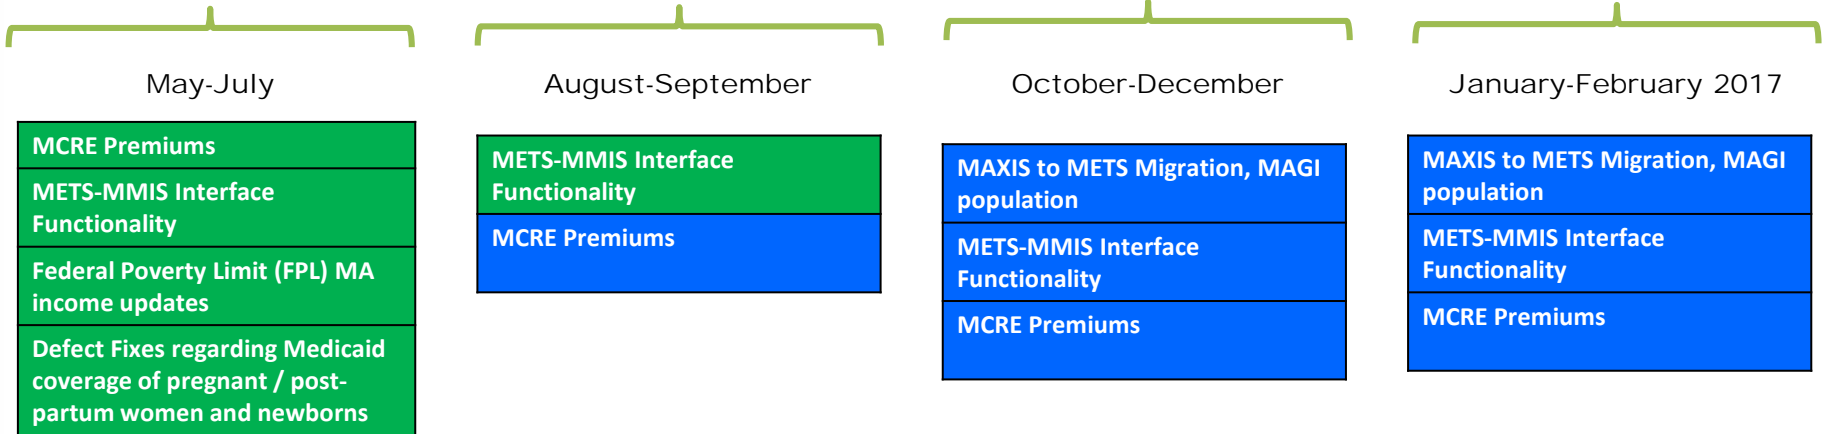 May-July
MCRE Premiums
METS-MMIS Interface
Functionality
Federal Poverty Limit (FPL) MA
income updates
Defect Fixes regarding Medicaid
coverage of pregnant / post-
partum women and newborns
August-September
METS-MMIS Interface
Functionality
MCRE Premiums
October-December
MAXIS to METS Migration, MAGI
population
METS-MMIS Interface
Functionality
MCRE Premiums
January-February 2017
MAXIS to METS Migration, MAGI
population
METS-MMIS Interface
Functionality
MCRE Premiums